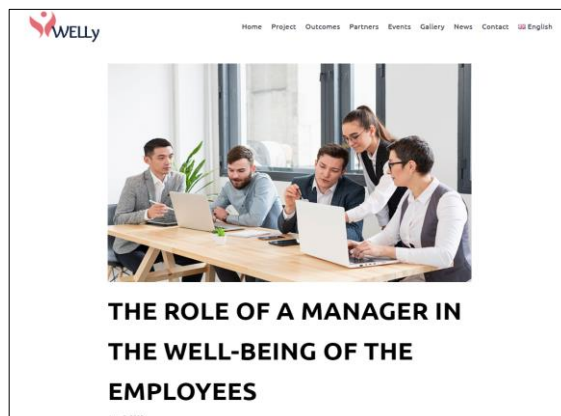 WELLy
Home Project Outcomes Partners Events Gallery News Contact English
THE ROLE OF A MANAGER IN
THE WELL-BEING OF THE
EMPLOYEES